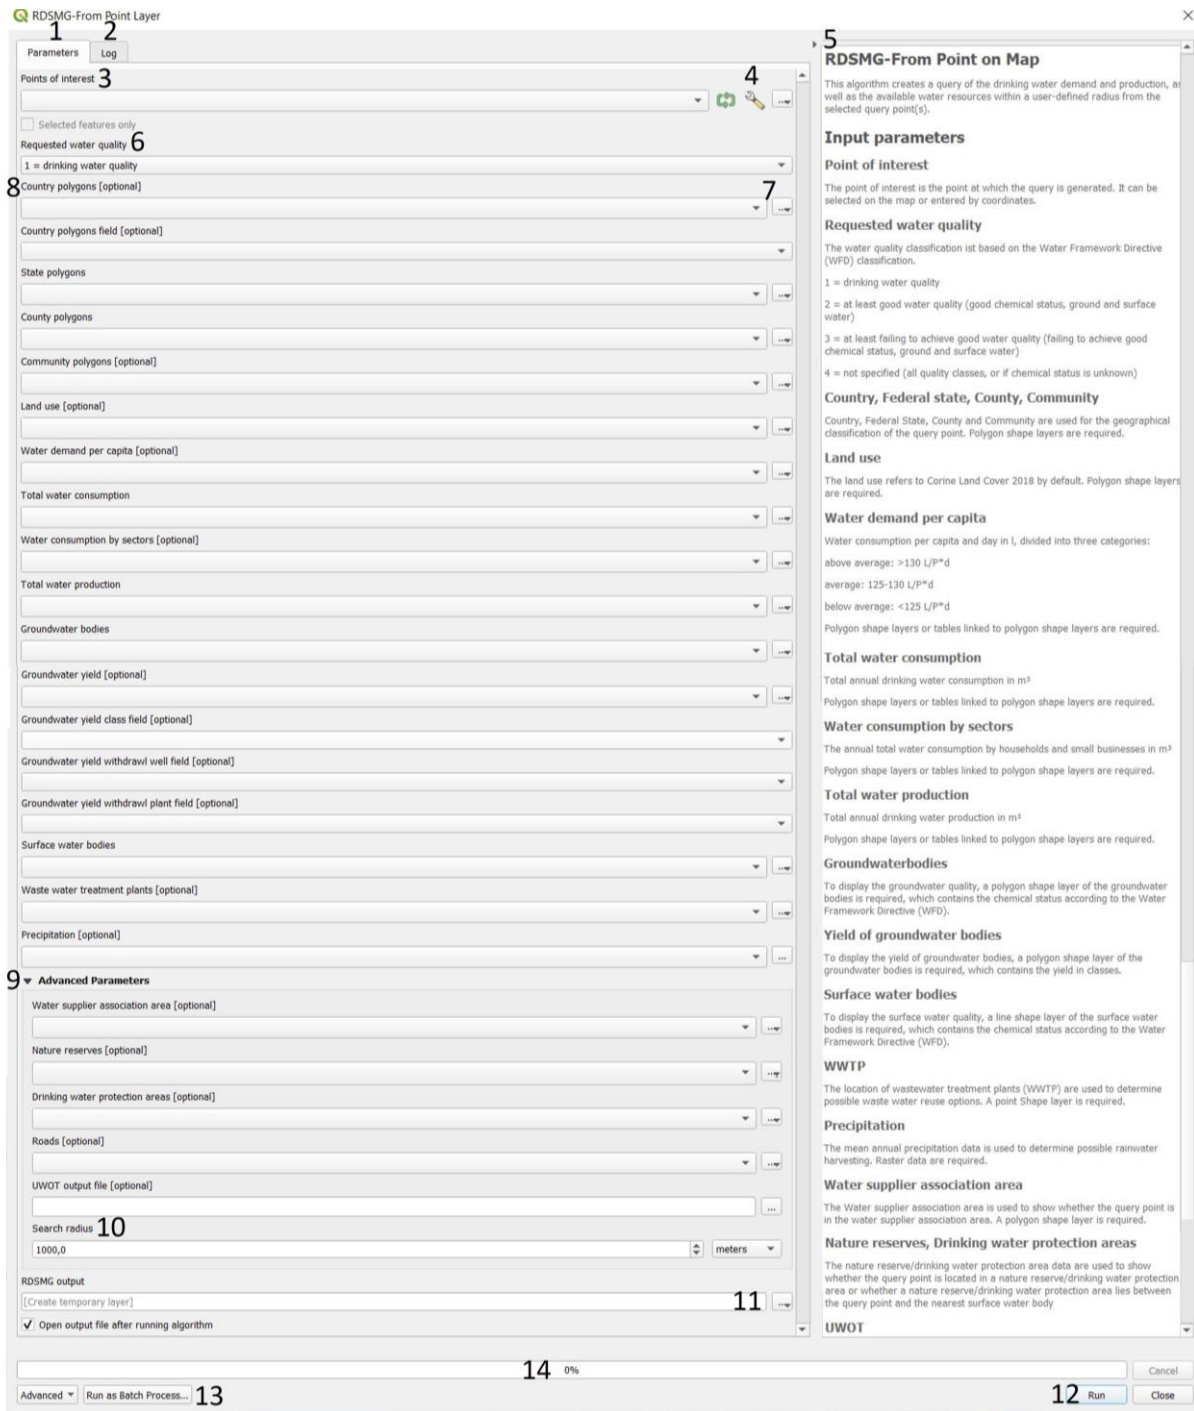 RDSMG-From Point Layer
1
2
Parameters
Log
Points of interest 3
4
Selected features only
Requested water quality 6
1 = drinking water quality
8 Country polygons [optional]
7
Country polygons field [optional]
State polygons
County polygons
Community polygons [optional]
Land use [optional]
Water demand per capita [optional]
Total water consumption
Water consumption by sectors [optional]
Total water production
Groundwater bodies
Groundwater yield [optional]
Groundwater yield class field [optional]
Groundwater yield withdrawl well field [optional]
Groundwater yield withdrawl plant field [optional]
Surface water bodies
Waste water treatment plants [optional]
Precipitation [optional]
9 Advanced Parameters
Water supplier association area [optional]
Nature reserves [optional]
Drinking water protection areas [optional]
Roads [optional]
UWOT output file [optional]
Search radius 10
1000,0
meters
RDSMG output
[Create temporary layer]
11
Open output file after running algorithm
5
RDSMG-From Point on Map
This algorithm creates a query of the drinking water demand and production, as
well as the available water resources within a user-defined radius from the
selected query point(s).
Input parameters
Point of interest
The point of interest is the point at which the query is generated. It can be
selected on the map or entered by coordinates.
Requested water quality
The water quality classification ist based on the Water Framework Directive
(WFD) classification.
1 = drinking water quality
2 = at least good water quality (good chemical status, ground and surface
water)
3 = at least failing to achieve good water quality (failing to achieve good
chemical status, ground and surface water)
4 = not specified (all quality classes, or if chemical status is unknown)
Country, Federal state, County, Community
Country, Federal State, County and Community are used for the geographical
classification of the query point. Polygon shape layers are required.
Land use
The land use refers to Corine Land Cover 2018 by default. Polygon shape layers
are required.
Water demand per capita
Water consumption per capita and day in l, divided into three categories:
above average: >130 L/P*d
average: 125-130 L/P*d
below average: <125 L/P*d
Polygon shape layers or tables linked to polygon shape layers are required.
Total water consumption
Total annual drinking water consumption in m³
Polygon shape layers or tables linked to polygon shape layers are required.
Water consumption by sectors
The annual total water consumption by households and small businesses in m³
Polygon shape layers or tables linked to polygon shape layers are required.
Total water production
Total annual drinking water production in m³
Polygon shape layers or tables linked to polygon shape layers are required.
Groundwaterbodies
To display the groundwater quality, a polygon shape layer of the groundwater
bodies is required, which contains the chemical status according to the Water
Framework Directive (WFD).
Yield of groundwater bodies
To display the yield of groundwater bodies, a polygon shape layer of the
groundwater bodies is required, which contains the yield in classes.
Surface water bodies
To display the surface water quality, a line shape layer of the surface water
bodies is required, which contains the chemical status according to the Water
Framework Directive (WFD).
WWTP
The location of wastewater treatment plants (WWTP) are used to determine
possible waste water reuse options. A point Shape layer is required.
Precipitation
The mean annual precipitation data is used to determine possible rainwater
harvesting. Raster data are required.
Water supplier association area
The Water supplier association area is used to show whether the query point is
in the water supplier association area. A polygon shape layer is required.
Nature reserves, Drinking water protection areas
The nature reserve/drinking water protection area data are used to show
whether the query point is located in a nature reserve/drinking water protection
area or whether a nature reserve/drinking water protection area lies between
the query point and the nearest surface water body
UWOT
14 0%
Cancel
Advanced
Run as Batch Process... 13
12 Run
Close